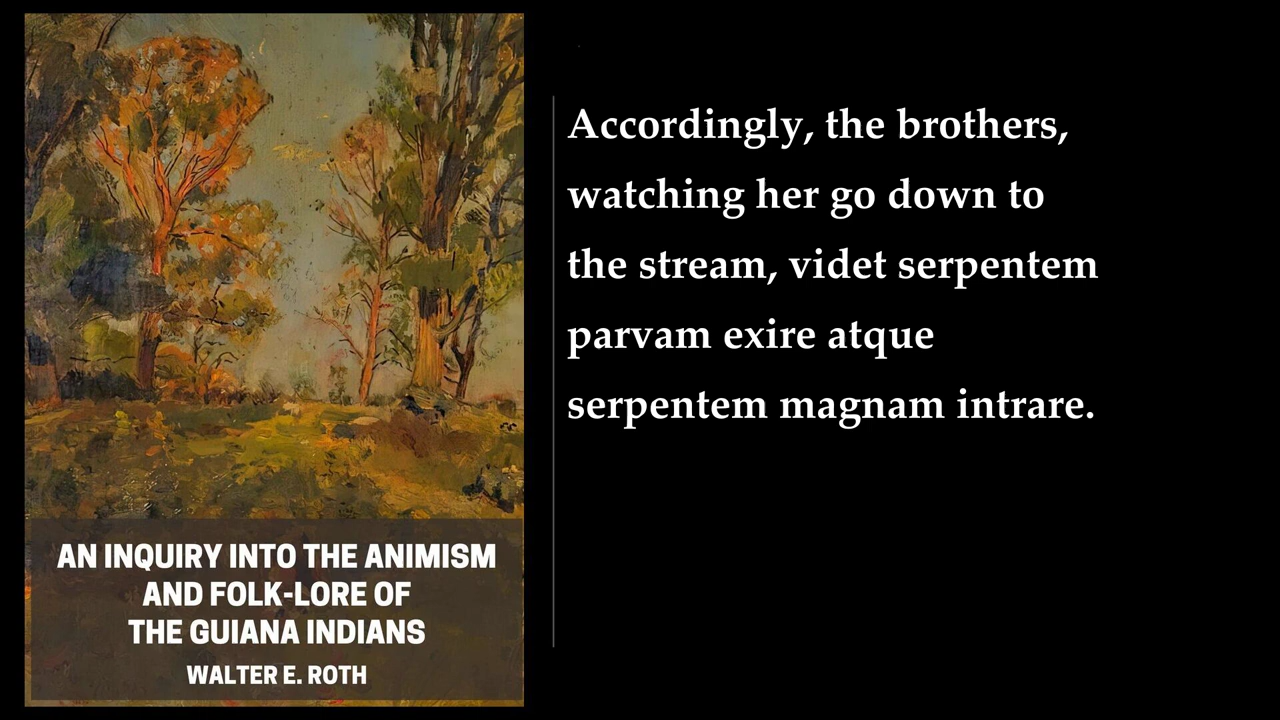 Accordingly, the brothers,
watching her go down to
the stream, videt serpentem
parvam exire atque
serpentem magnam intrare.
AN INQUIRY INTO THE ANIMISM
AND FOLK-LORE OF
THE GUIANA INDIANS
WALTER E. ROTH